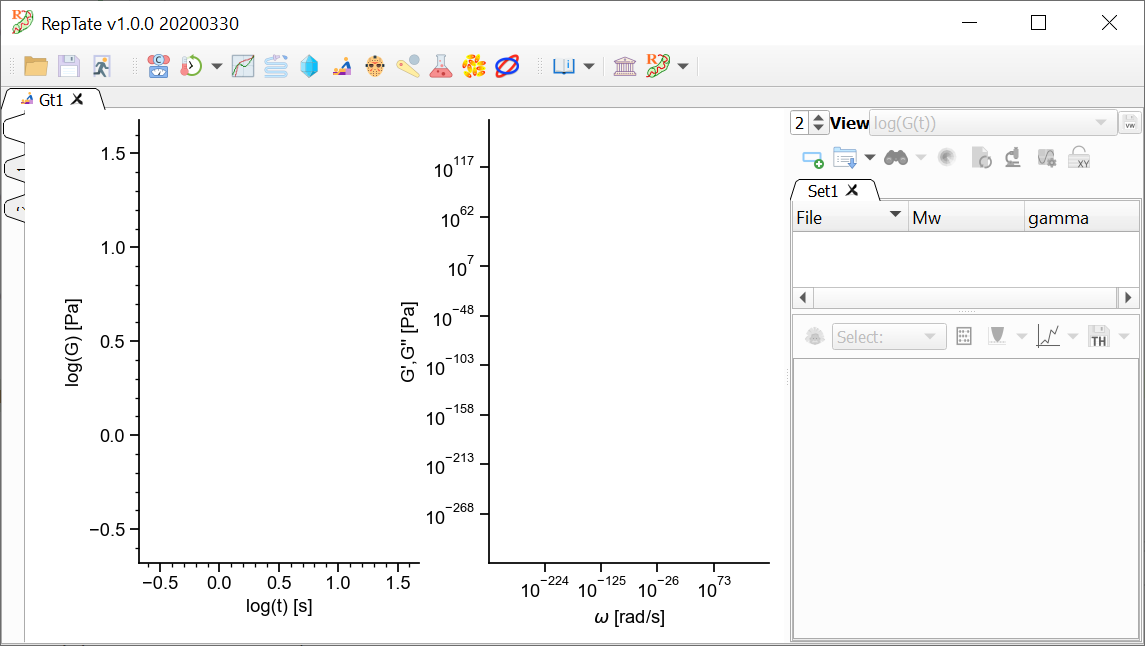 RepTate v1.0.0 20200330
Gt1
2 View log(G(t))
Set1
File Mw gamma
Select:
TH
VW
XY
1.5
1.0
0.5
0.0
−0.5
log(G) [Pa]
−0.5 0.0 0.5 1.0 1.5
log(t) [s]
10^117
10^62
10^7
10^−48
10^−103
10^−158
10^−213
10^−268
G',G" [Pa]
10^−224 10^−125 10^−26 10^73
ω [rad/s]